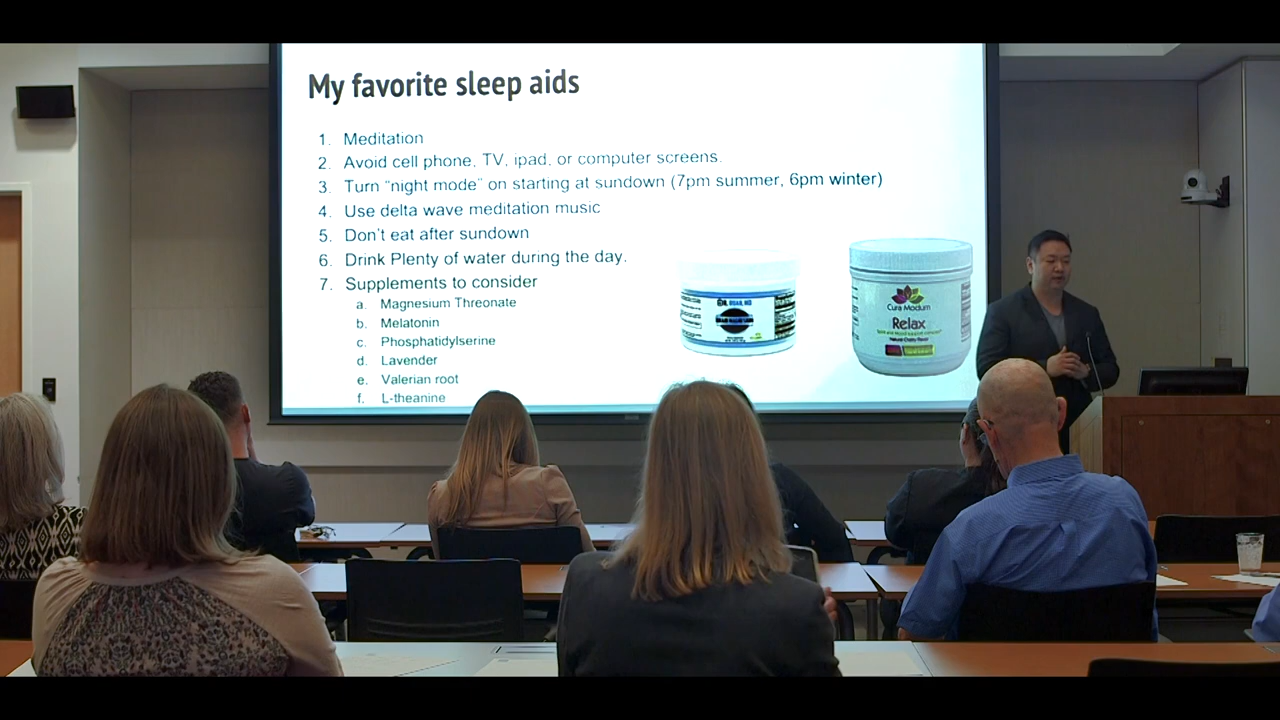 My favorite sleep aids
1. Meditation
2. Avoid cell phone, TV, ipad, or computer screens.
3. Turn “night mode” on starting at sundown (7pm summer, 6pm winter)
4. Use delta wave meditation music
5. Don't eat after sundown
6. Drink Plenty of water during the day.
7. Supplements to consider
a. Magnesium Threonate
b. Melatonin
c. Phosphatidylserine
d. Lavender
e. Valerian root
f. L-theanine
Cura Modum
Relax
Natural Cherry Flavor